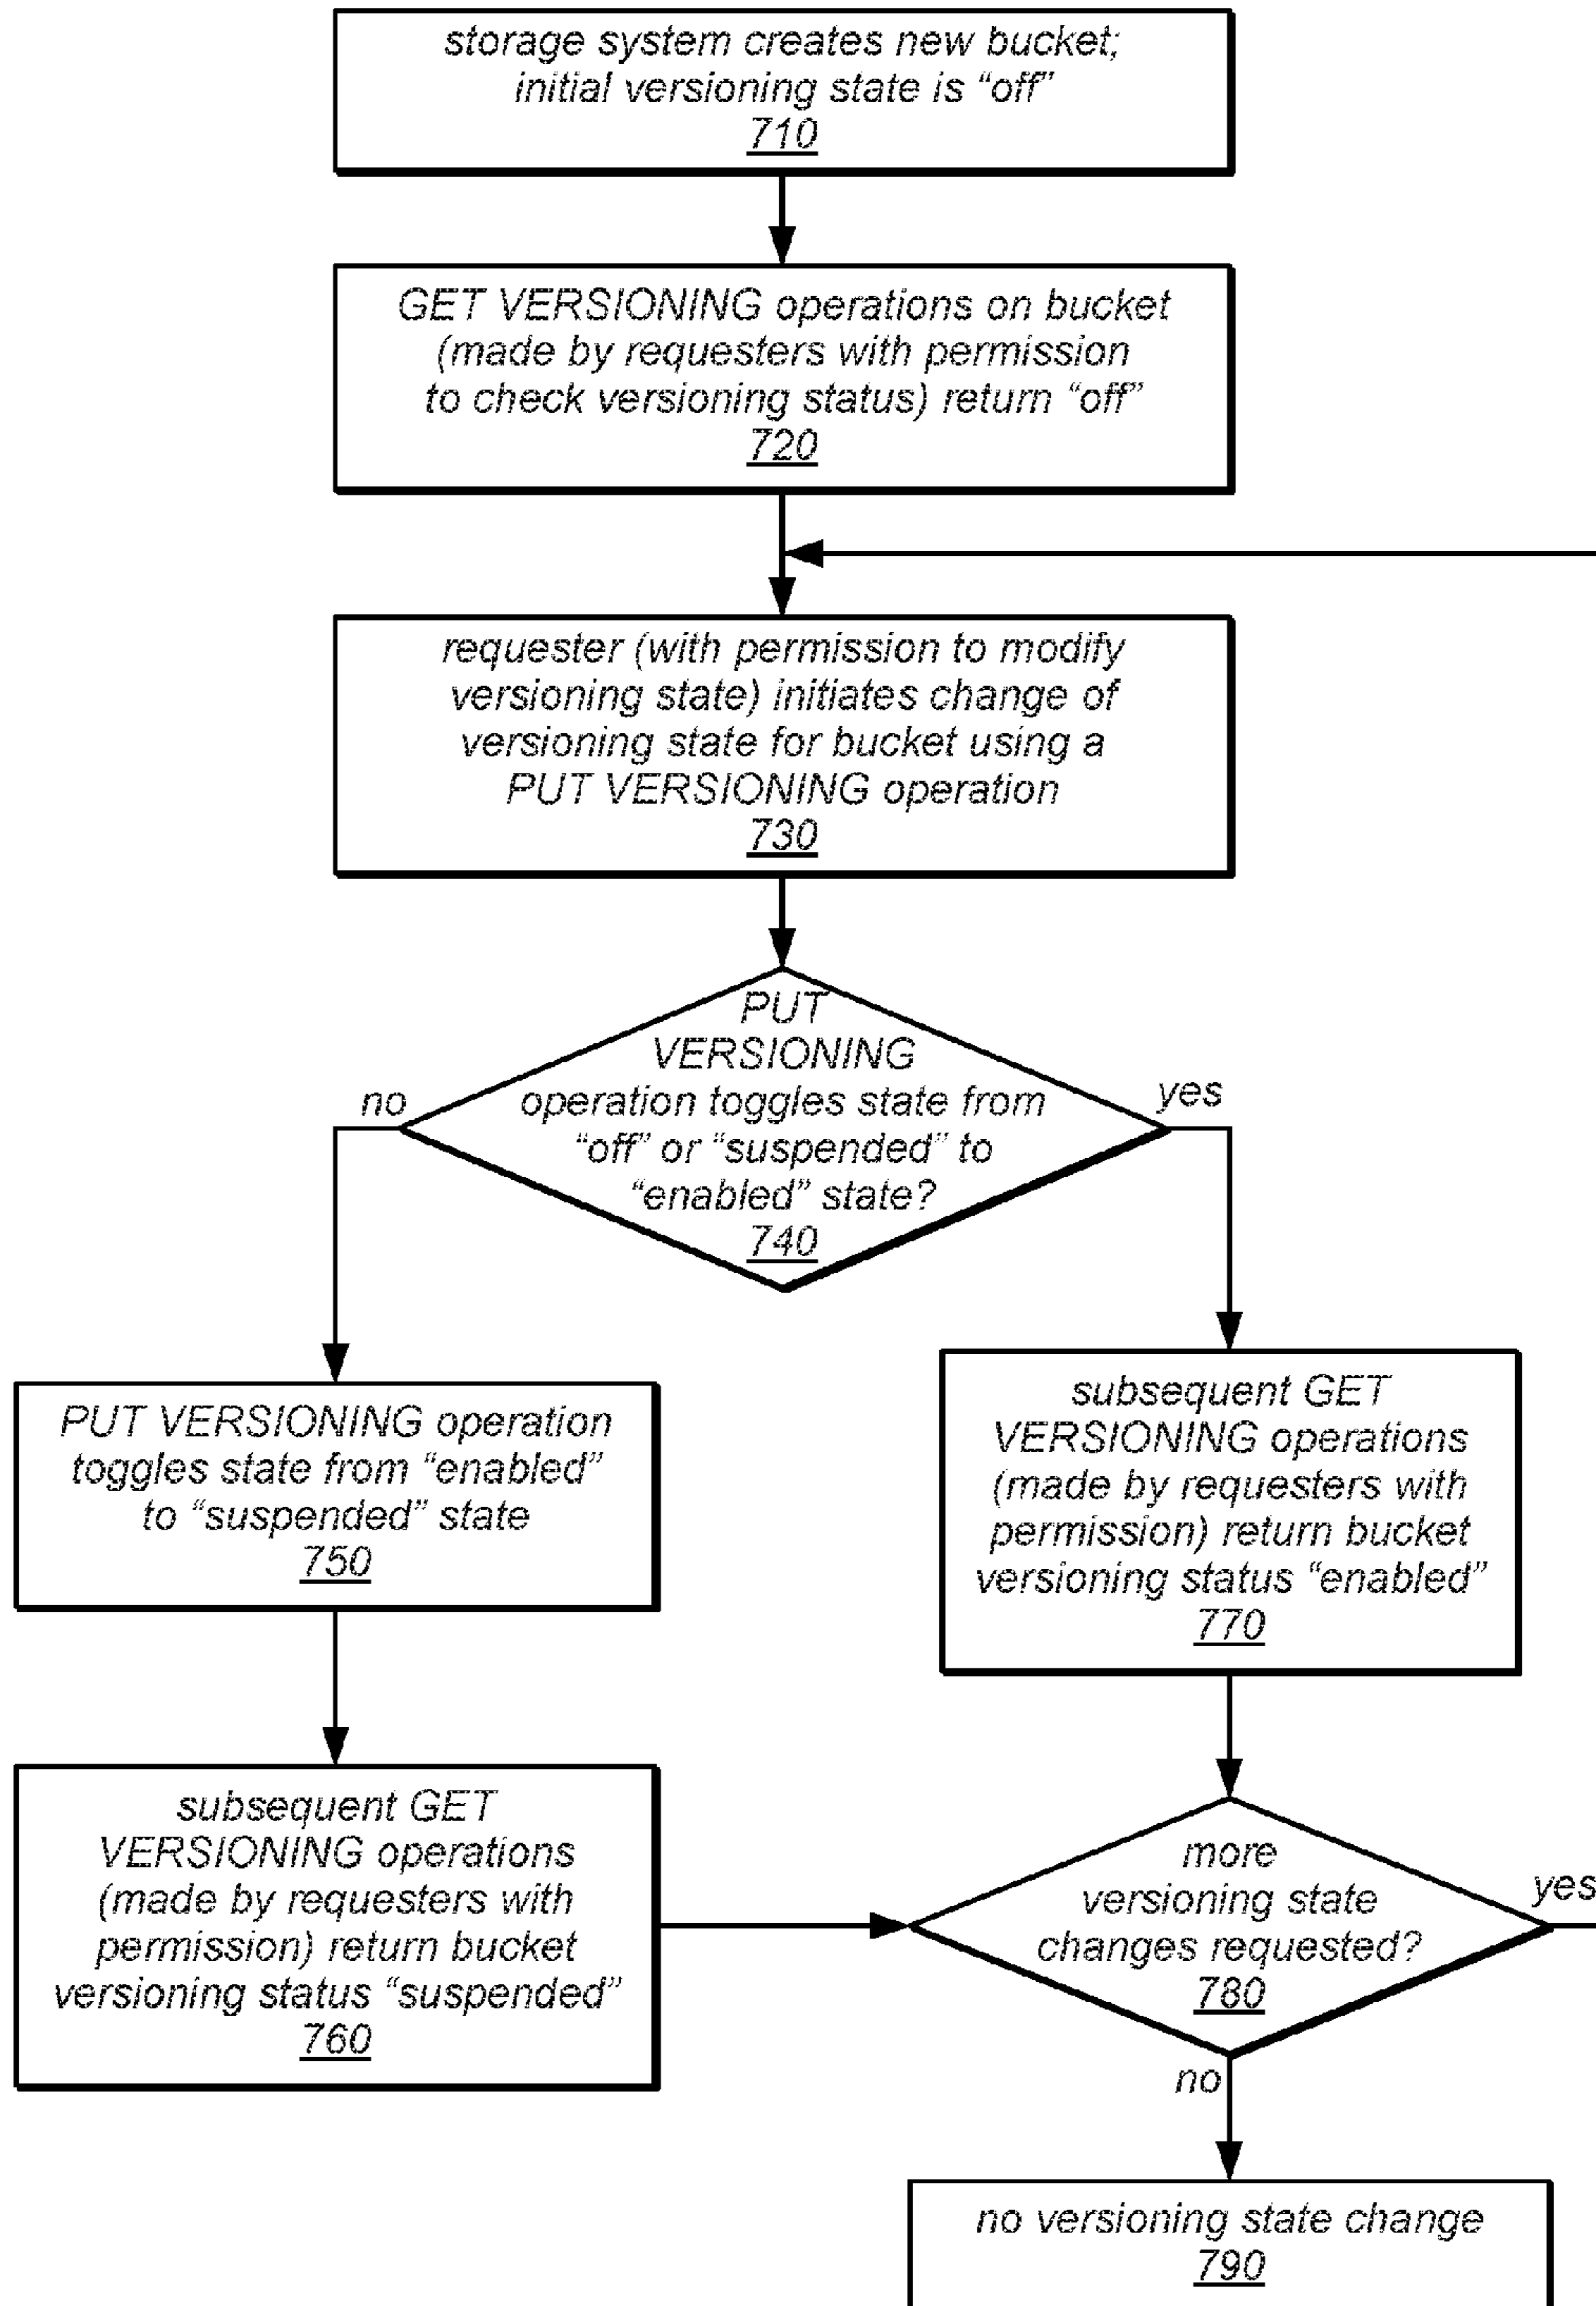 storage system creates new bucket;
initial versioning state is “off”
710
GET VERSIONING operations on bucket
(made by requesters with permission
to check versioning status) return “off”
720
requester (with permission to modify
versioning state) initiates change of
versioning state for bucket using a
PUT VERSIONING operation
730
PUT
VERSIONING
operation toggles state from
“off” or “suspended” to
“enabled” state?
740
no
yes
PUT VERSIONING operation
toggles state from “enabled”
to “suspended” state
750
subsequent GET
VERSIONING operations
(made by requesters with
permission) return bucket
versioning status “enabled”
770
subsequent GET
VERSIONING operations
(made by requesters with
permission) return bucket
versioning status “suspended”
760
more
versioning state
changes requested?
780
yes
no
no versioning state change
790